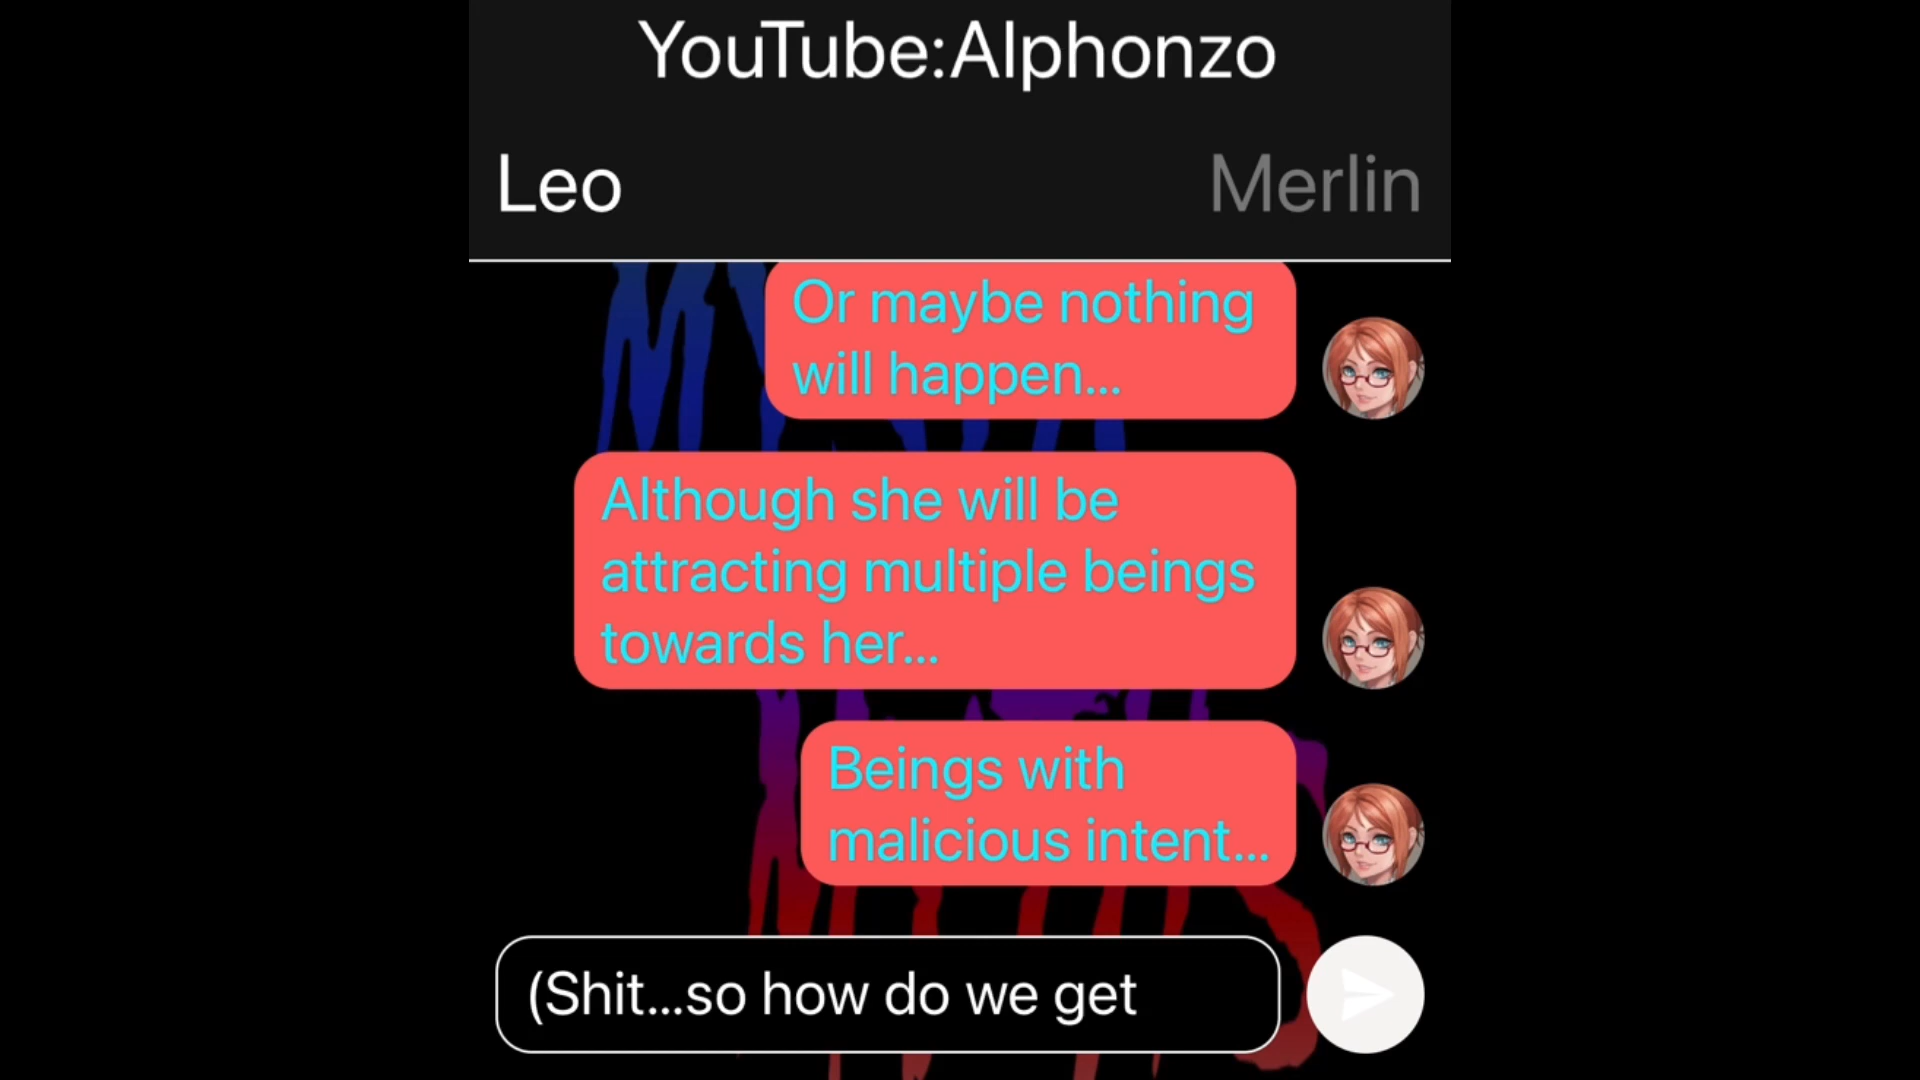 YouTube:Alphonzo
Leo
Merlin
Or maybe nothing
will happen...
Although she will be
attracting multiple beings
towards her...
Beings with
malicious intent...
(Shit...so how do we get